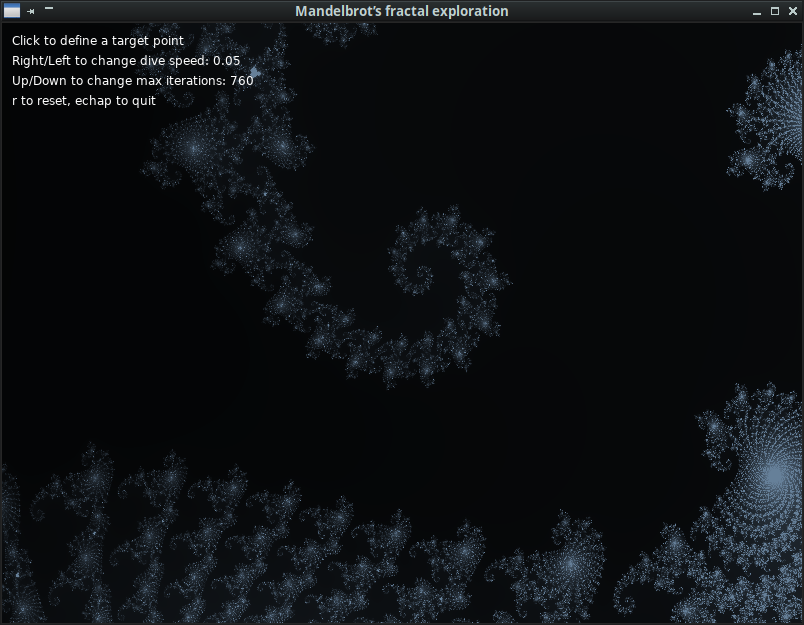 Mandelbrot's fractal exploration
Click to define a target point
Right/Left to change dive speed: 0.05
Up/Down to change max iterations: 760
r to reset, echap to quit